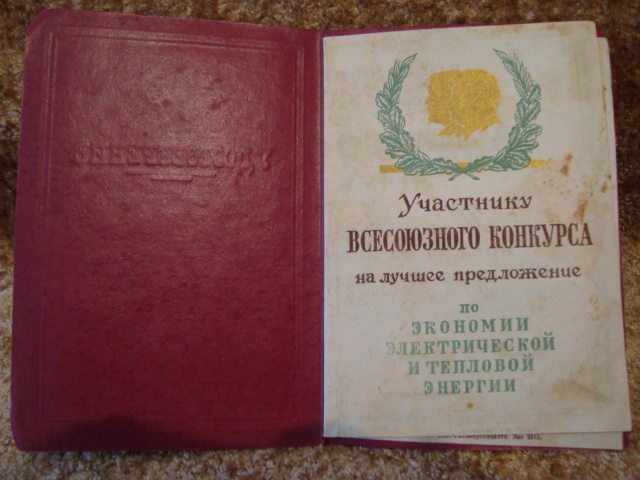 Участнику
ВСЕСОЮЗНОГО КОНКУРСА
на лучшее предложение
по
ЭКОНОМИИ
ЭЛЕКТРИЧЕСКОЙ
И ТЕПЛОВОЙ
ЭНЕРГИИ